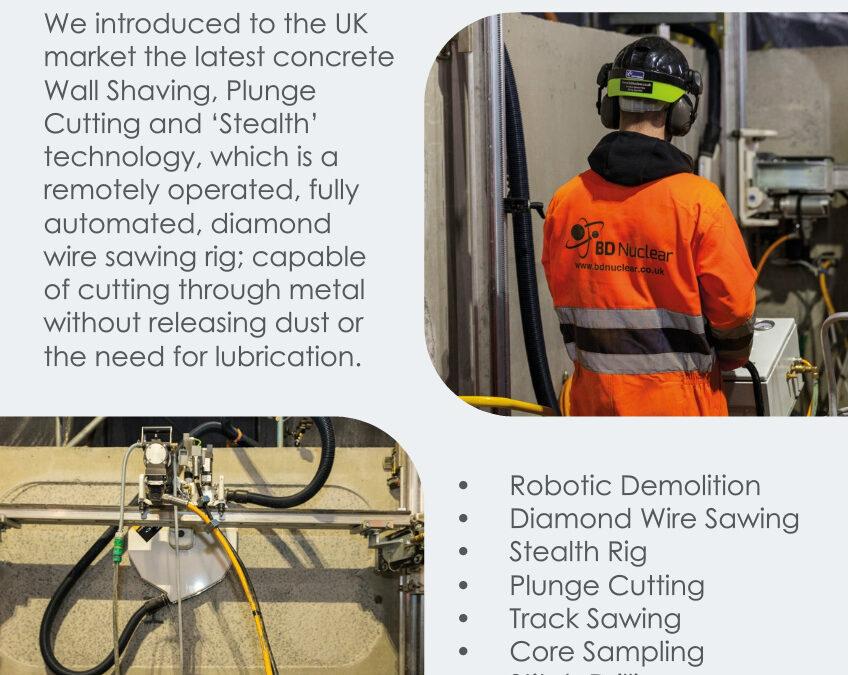 We introduced to the UK
market the latest concrete
Wall Shaving, Plunge
Cutting and ‘Stealth’
technology, which is a
remotely operated, fully
automated, diamond
wire sawing rig; capable
of cutting through metal
without releasing dust or
the need for lubrication.
BD Nuclear
www.bdnuclear.co.uk
• Robotic Demolition
• Diamond Wire Sawing
• Stealth Rig
• Plunge Cutting
• Track Sawing
• Core Sampling